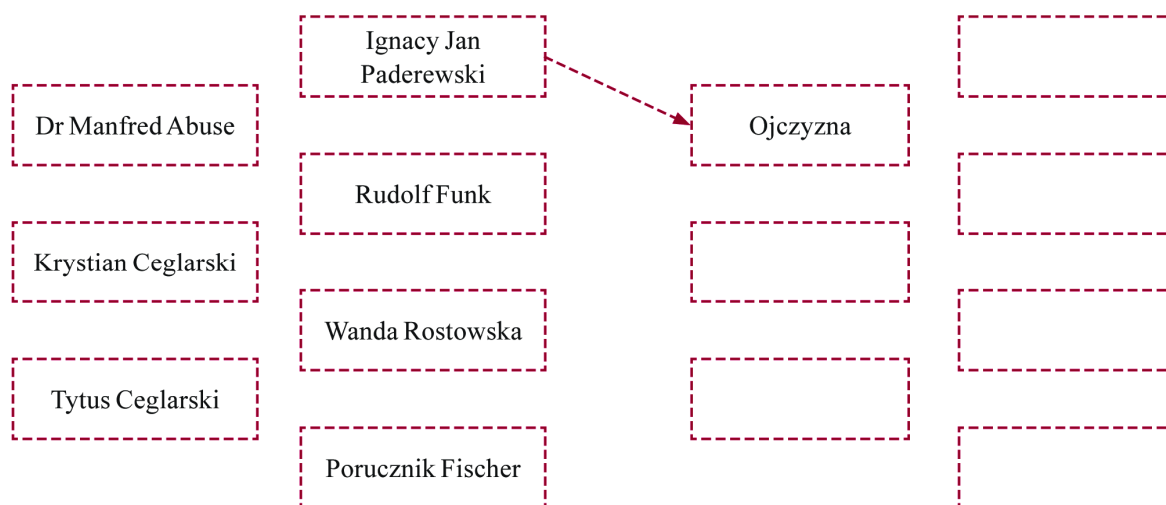 Ignacy Jan
Paderewski
Dr Manfred Abuse
Ojczyzna
Rudolf Funk
Krystian Ceglarski
Wanda Rostowska
Tytus Ceglarski
Porucznik Fischer